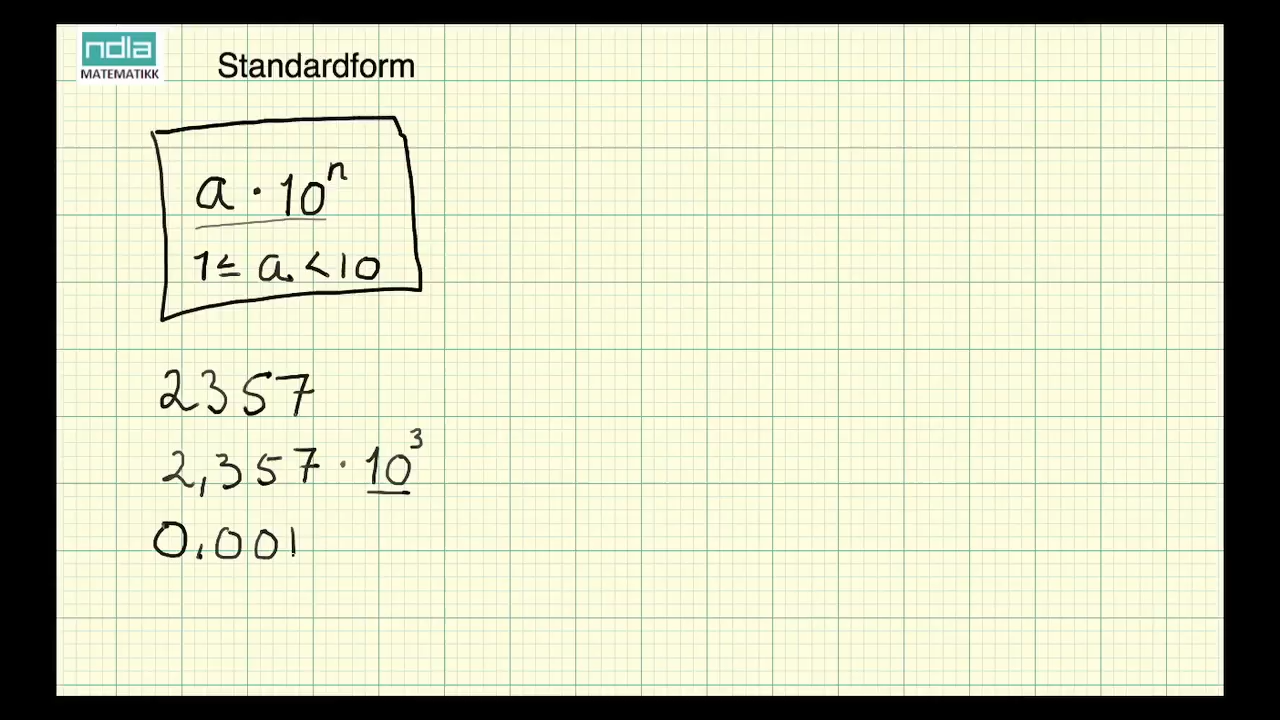 ndla
MATEMATIKK
Standardform
a · 10ⁿ
1 ≤ a < 10
2357
2,357 · 10³
0.001